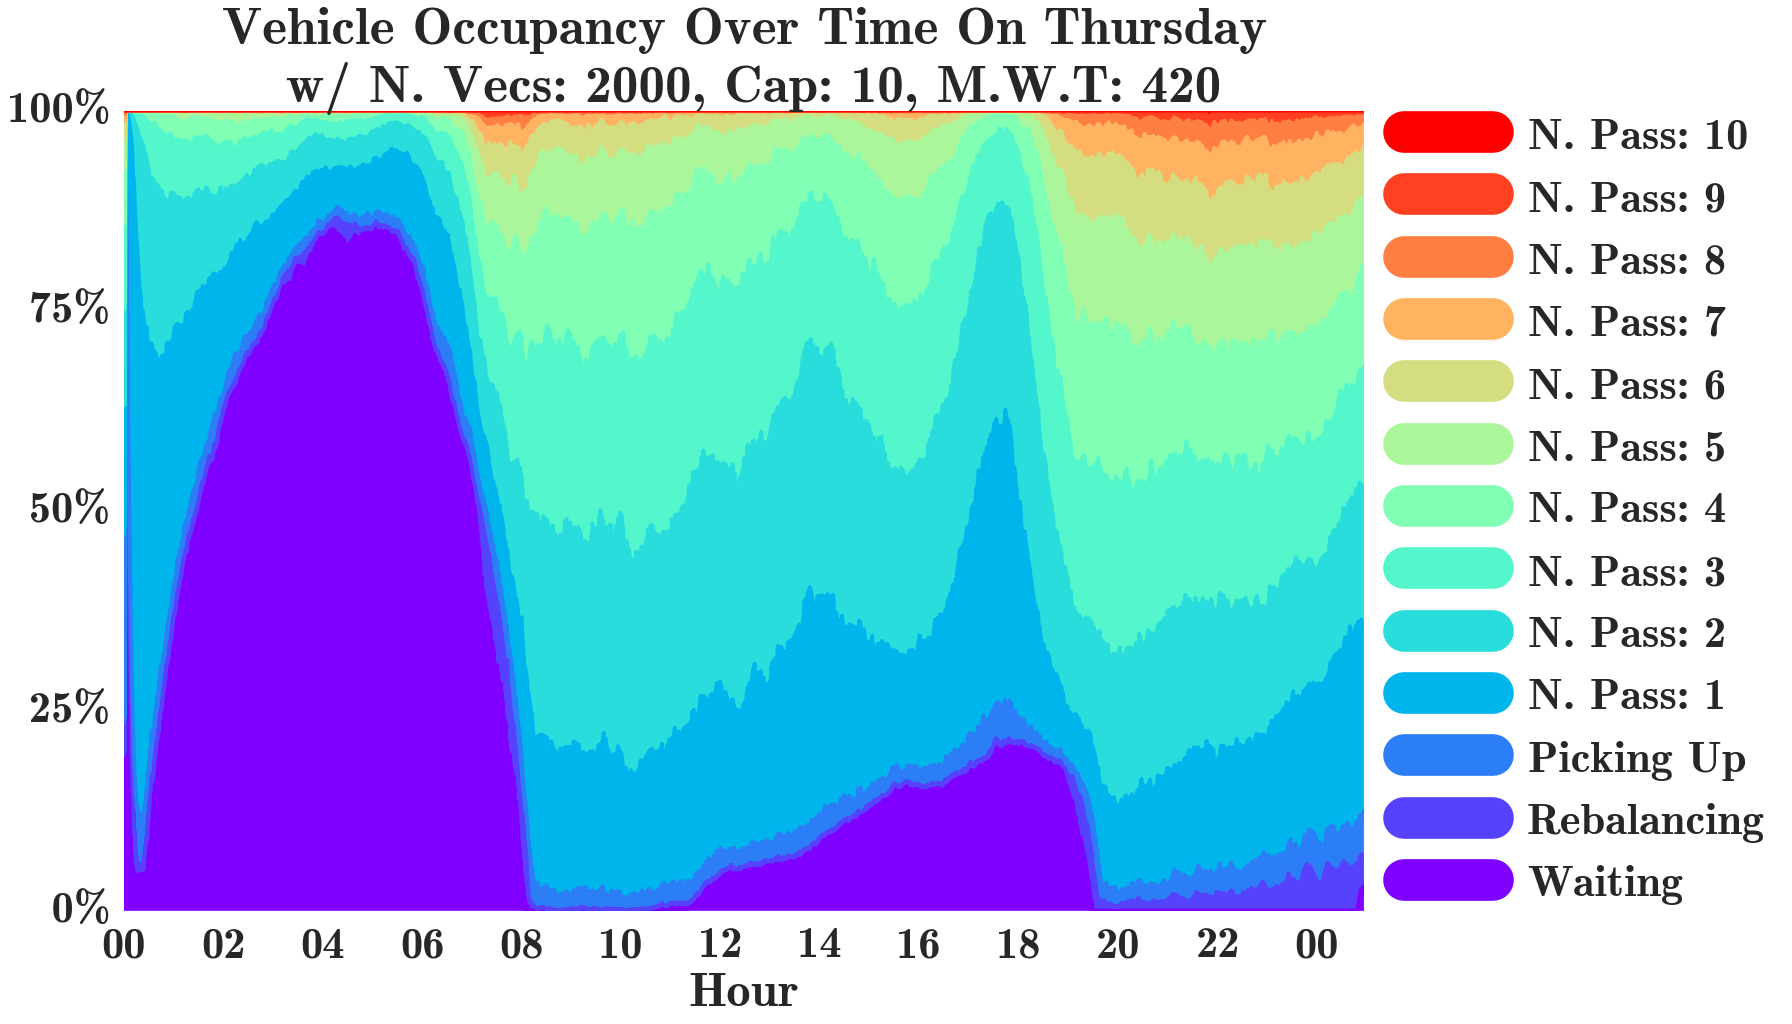 Vehicle Occupancy Over Time On Thursday
w/ N. Vecs: 2000, Cap: 10, M.W.T: 420
100%
75%
50%
25%
0%
00 02 04 06 08 10 12 14 16 18 20 22 00
Hour
N. Pass: 10
N. Pass: 9
N. Pass: 8
N. Pass: 7
N. Pass: 6
N. Pass: 5
N. Pass: 4
N. Pass: 3
N. Pass: 2
N. Pass: 1
Picking Up
Rebalancing
Waiting